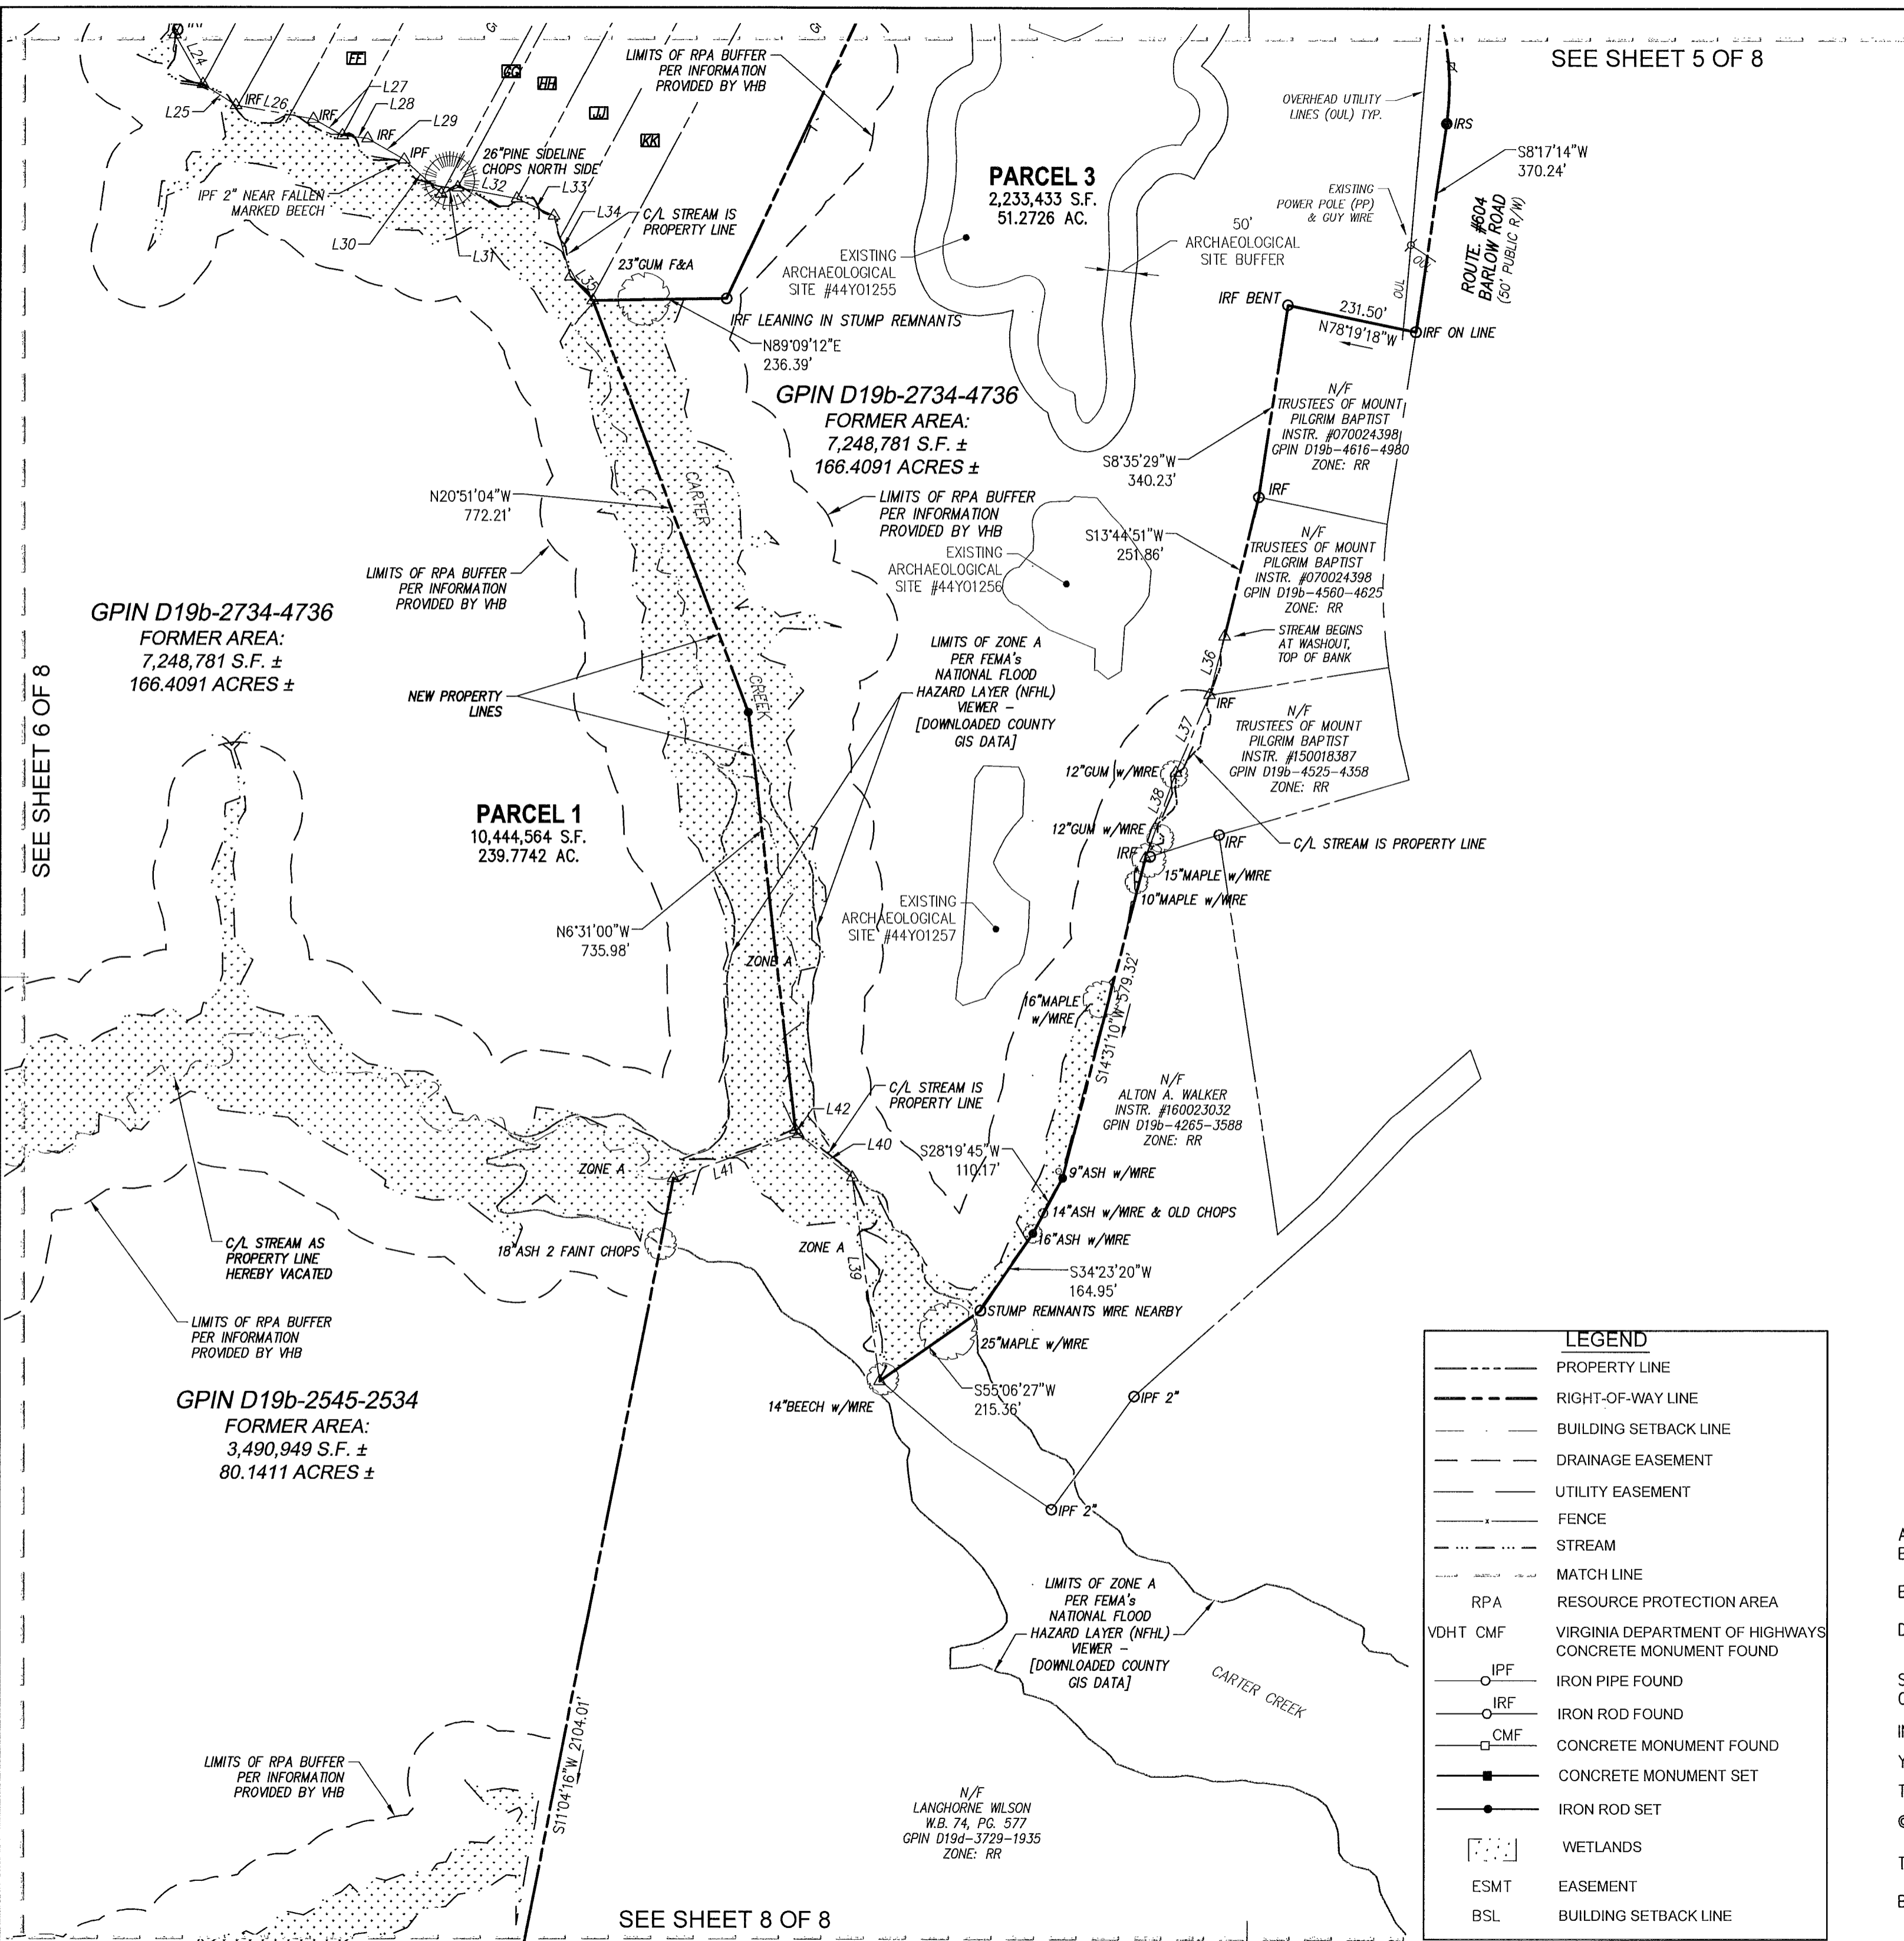 SEE SHEET 5 OF 8
SEE SHEET 6 OF 8
L24
L25
IRF
L26
IRF
L27
L28
IRF
L29
IPF
FF
GG
HH
JJ
KK
LIMITS OF RPA BUFFER
PER INFORMATION
PROVIDED BY VHB
26"PINE SIDELINE
CHOPS NORTH SIDE
IPF 2" NEAR FALLEN
MARKED BEECH
L30
L31
L32
L33
L34
L35
C/L STREAM IS
PROPERTY LINE
23"GUM F&A
IRF LEANING IN STUMP REMNANTS
N89°09'12"E
236.39'
PARCEL 3
2,233,433 S.F.
51.2726 AC.
EXISTING
ARCHAEOLOGICAL
SITE #44YO1255
50'
ARCHAEOLOGICAL
SITE BUFFER
OVERHEAD UTILITY
LINES (OUL) TYP.
IRS
S8°17'14"W
370.24'
EXISTING
POWER POLE (PP)
& GUY WIRE
OUL
OUL
ROUTE. #604
BARLOW ROAD
(50' PUBLIC R/W)
IRF BENT
231.50'
N78°19'18"W
IRF ON LINE
GPIN D19b-2734-4736
FORMER AREA:
7,248,781 S.F. ±
166.4091 ACRES ±
N/F
TRUSTEES OF MOUNT
PILGRIM BAPTIST
INSTR. #070024398
GPIN D19b-4616-4980
ZONE: RR
S8°35'29"W
340.23'
IRF
N20°51'04"W
772.21'
CARTER
CREEK
LIMITS OF RPA BUFFER
PER INFORMATION
PROVIDED BY VHB
EXISTING
ARCHAEOLOGICAL
SITE #44YO1256
S13°44'51"W
251.86'
N/F
TRUSTEES OF MOUNT
PILGRIM BAPTIST
INSTR. #070024398
GPIN D19b-4560-4625
ZONE: RR
LIMITS OF RPA BUFFER
PER INFORMATION
PROVIDED BY VHB
GPIN D19b-2734-4736
FORMER AREA:
7,248,781 S.F. ±
166.4091 ACRES ±
STREAM BEGINS
AT WASHOUT,
TOP OF BANK
L36
IRF
L37
LIMITS OF ZONE A
PER FEMA's
NATIONAL FLOOD
HAZARD LAYER (NFHL)
VIEWER –
[DOWNLOADED COUNTY
GIS DATA]
NEW PROPERTY
LINES
N/F
TRUSTEES OF MOUNT
PILGRIM BAPTIST
INSTR. #150018387
GPIN D19b-4525-4358
ZONE: RR
12"GUM w/WIRE
L38
12"GUM w/WIRE
IRF
IRF
C/L STREAM IS PROPERTY LINE
15"MAPLE w/WIRE
10"MAPLE w/WIRE
PARCEL 1
10,444,564 S.F.
239.7742 AC.
N6°31'00"W
735.98'
EXISTING
ARCHAEOLOGICAL
SITE #44YO1257
ZONE A
16"MAPLE
w/WIRE
S14°31'10"W 579.32'
C/L STREAM IS
PROPERTY LINE
L42
L40
L41
ZONE A
N/F
ALTON A. WALKER
INSTR. #160023032
GPIN D19b-4265-3588
ZONE: RR
S28°19'45"W
110.17'
9"ASH w/WIRE
14"ASH w/WIRE & OLD CHOPS
16"ASH w/WIRE
S34°23'20"W
164.95'
STUMP REMNANTS WIRE NEARBY
25"MAPLE w/WIRE
S55°06'27"W
215.36'
18"ASH 2 FAINT CHOPS
ZONE A
L39
14"BEECH w/WIRE
IPF 2"
IPF 2"
C/L STREAM AS
PROPERTY LINE
HEREBY VACATED
LIMITS OF RPA BUFFER
PER INFORMATION
PROVIDED BY VHB
GPIN D19b-2545-2534
FORMER AREA:
3,490,949 S.F. ±
80.1411 ACRES ±
LIMITS OF ZONE A
PER FEMA's
NATIONAL FLOOD
HAZARD LAYER (NFHL)
VIEWER –
[DOWNLOADED COUNTY
GIS DATA]
CARTER CREEK
S11°04'16"W 2104.01'
LIMITS OF RPA BUFFER
PER INFORMATION
PROVIDED BY VHB
N/F
LANGHORNE WILSON
W.B. 74, PG. 577
GPIN D19d-3729-1935
ZONE: RR
SEE SHEET 8 OF 8
LEGEND
PROPERTY LINE
RIGHT-OF-WAY LINE
BUILDING SETBACK LINE
DRAINAGE EASEMENT
UTILITY EASEMENT
FENCE
STREAM
MATCH LINE
RPA RESOURCE PROTECTION AREA
VDHT CMF VIRGINIA DEPARTMENT OF HIGHWAYS
CONCRETE MONUMENT FOUND
IPF IRON PIPE FOUND
IRF IRON ROD FOUND
CMF CONCRETE MONUMENT FOUND
CONCRETE MONUMENT SET
IRON ROD SET
WETLANDS
ESMT EASEMENT
BSL BUILDING SETBACK LINE